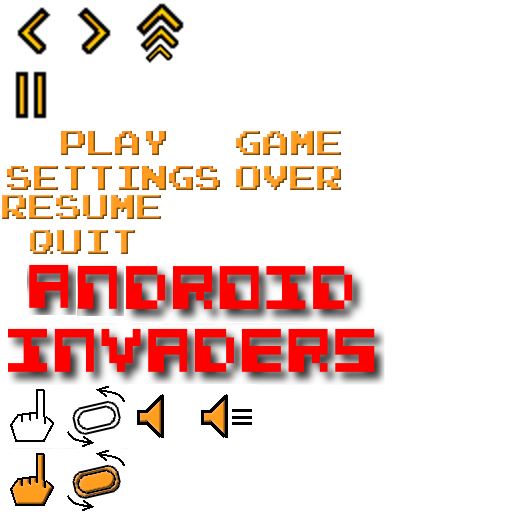 PLAY GAME
SETTINGS OVER
RESUME
QUIT
ANDROID
INVADERS